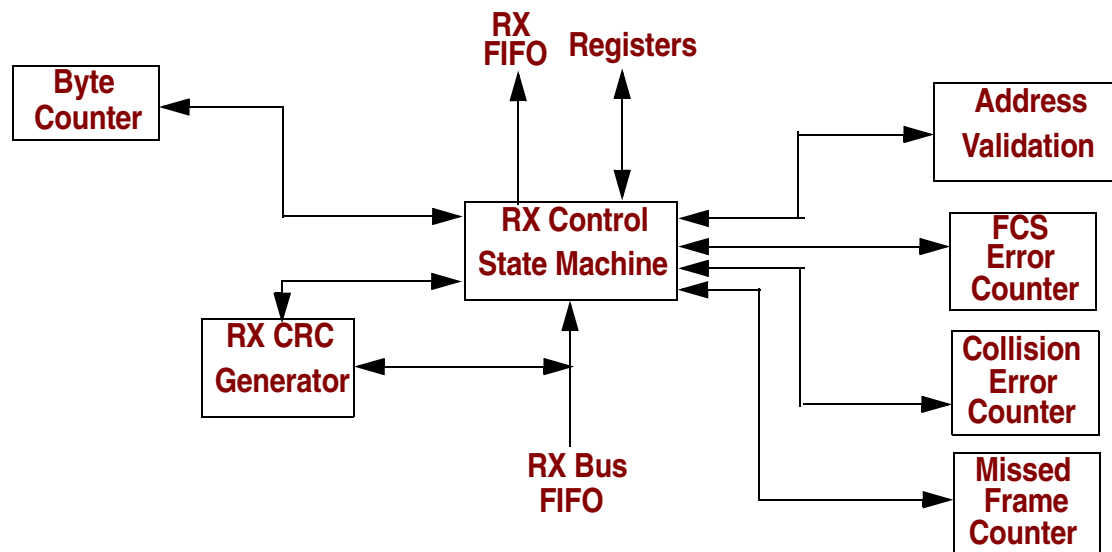 RX
FIFO
Registers
Byte
Counter
Address
Validation
RX Control
State Machine
FCS
Error
Counter
RX CRC
Generator
Collision
Error
Counter
RX Bus
FIFO
Missed
Frame
Counter